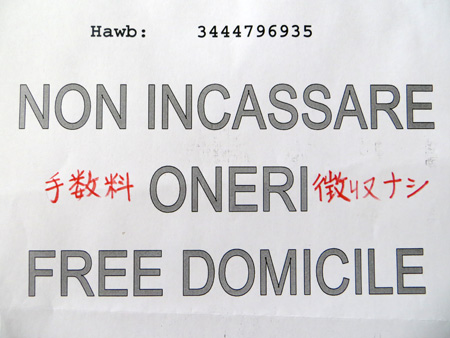 Hawb: 3444796935
NON INCASSARE
手数料 ONERI 徴収ナシ
FREE DOMICILE